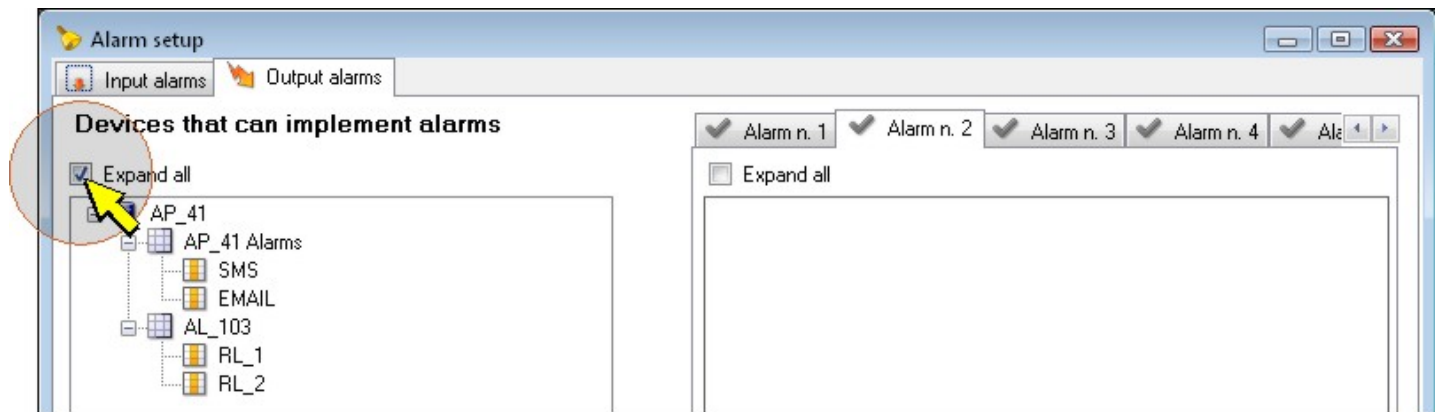 Alarm setup
Input alarms
Output alarms
Devices that can implement alarms
Expand all
AP_41
AP_41 Alarms
SMS
EMAIL
AL_103
RL_1
RL_2
Alarm n. 1
Alarm n. 2
Alarm n. 3
Alarm n. 4
Expand all